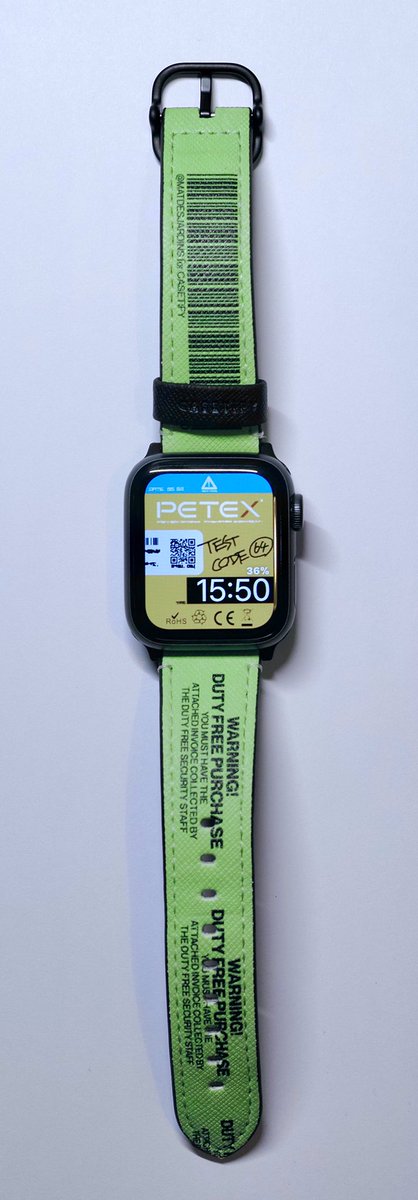 @MATDESJARDINS for CASETiFY
CASETiFY
PETEX
TEST
CODE 64
36%
15:50
RoHS
CE
WARNING!
DUTY FREE PURCHASE
YOU MUST HAVE THE
ATTACHED INVOICE COLLECTED BY
THE DUTY FREE SECURITY STAFF
WARNING!
DUTY FREE PURCHASE
YOU MUST HAVE THE
ATTACHED INVOICE COLLECTED BY
THE DUTY FREE SECURITY STAFF